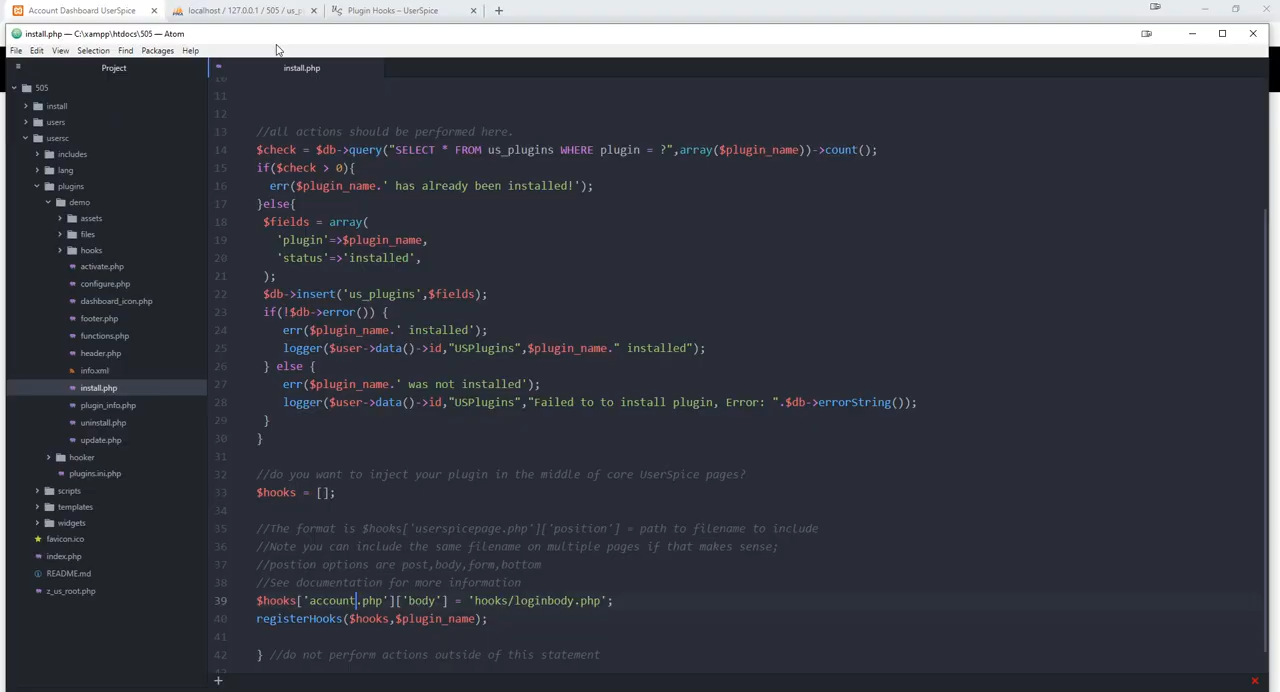 Account Dashboard UserSpice
localhost / 127.0.0.1 / 505 / us_p
Plugin Hooks – UserSpice
install.php — C:\xampp\htdocs\505 — Atom
File Edit View Selection Find Packages Help
Project
505
install
users
usersc
includes
lang
plugins
demo
assets
files
hooks
activate.php
configure.php
dashboard_icon.php
footer.php
functions.php
header.php
info.xml
install.php
plugin_info.php
uninstall.php
update.php
hooker
plugins.ini.php
scripts
templates
widgets
favicon.ico
index.php
README.md
z_us_root.php
install.php
10
11
12
13 //all actions should be performed here.
14 $check = $db->query("SELECT * FROM us_plugins WHERE plugin = ?",array($plugin_name))->count();
15 if($check > 0){
16 err($plugin_name.' has already been installed!');
17 }else{
18 $fields = array(
19 'plugin'=>$plugin_name,
20 'status'=>'installed',
21 );
22 $db->insert('us_plugins',$fields);
23 if(!$db->error()) {
24 err($plugin_name.' installed');
25 logger($user->data()->id,"USPlugins",$plugin_name." installed");
26 } else {
27 err($plugin_name.' was not installed');
28 logger($user->data()->id,"USPlugins","Failed to to install plugin, Error: ".$db->errorString());
29 }
30 }
31
32 //do you want to inject your plugin in the middle of core UserSpice pages?
33 $hooks = [];
34
35 //The format is $hooks['userspicepage.php']['position'] = path to filename to include
36 //Note you can include the same filename on multiple pages if that makes sense;
37 //postion options are post,body,form,bottom
38 //See documentation for more information
39 $hooks['account.php']['body'] = 'hooks/loginbody.php';
40 registerHooks($hooks,$plugin_name);
41
42 } //do not perform actions outside of this statement
43